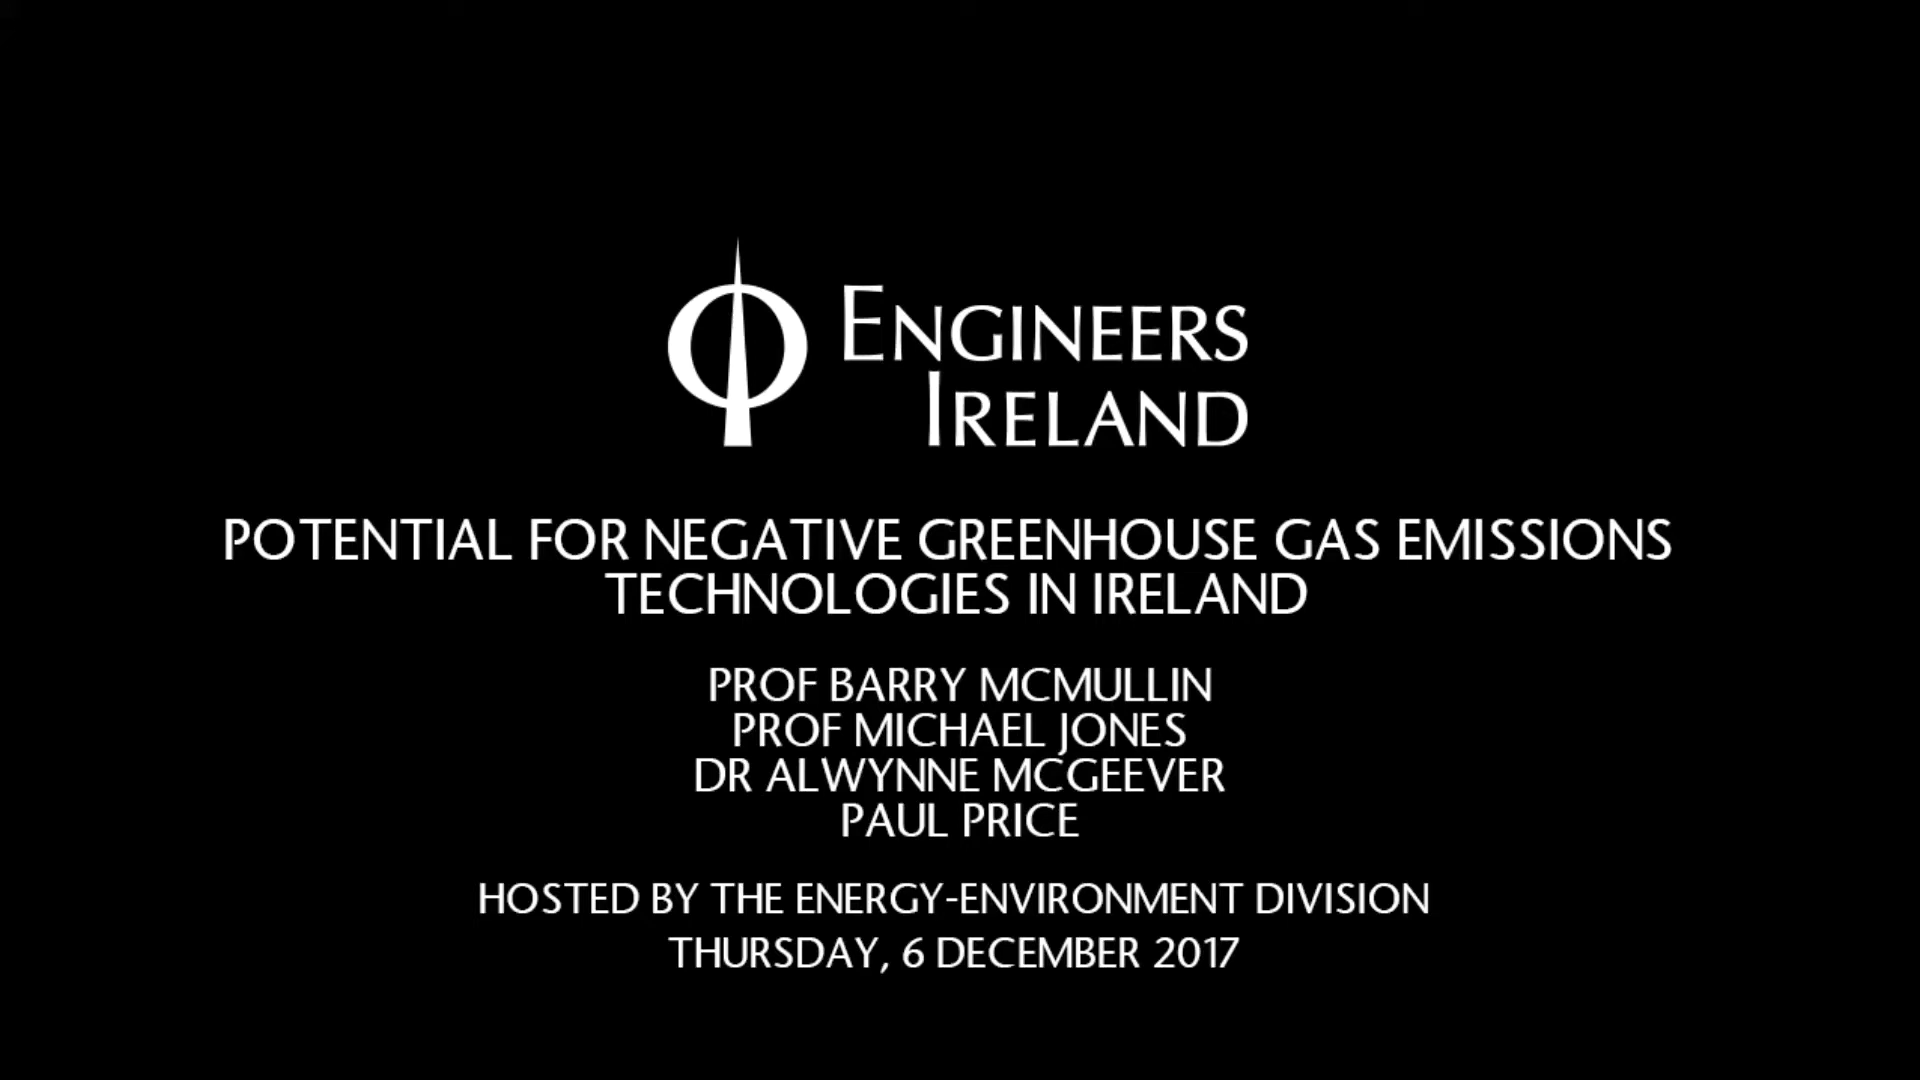 ENGINEERS
IRELAND
POTENTIAL FOR NEGATIVE GREENHOUSE GAS EMISSIONS
TECHNOLOGIES IN IRELAND
PROF BARRY MCMULLIN
PROF MICHAEL JONES
DR ALWYNNE MCGEEVER
PAUL PRICE
HOSTED BY THE ENERGY-ENVIRONMENT DIVISION
THURSDAY, 6 DECEMBER 2017